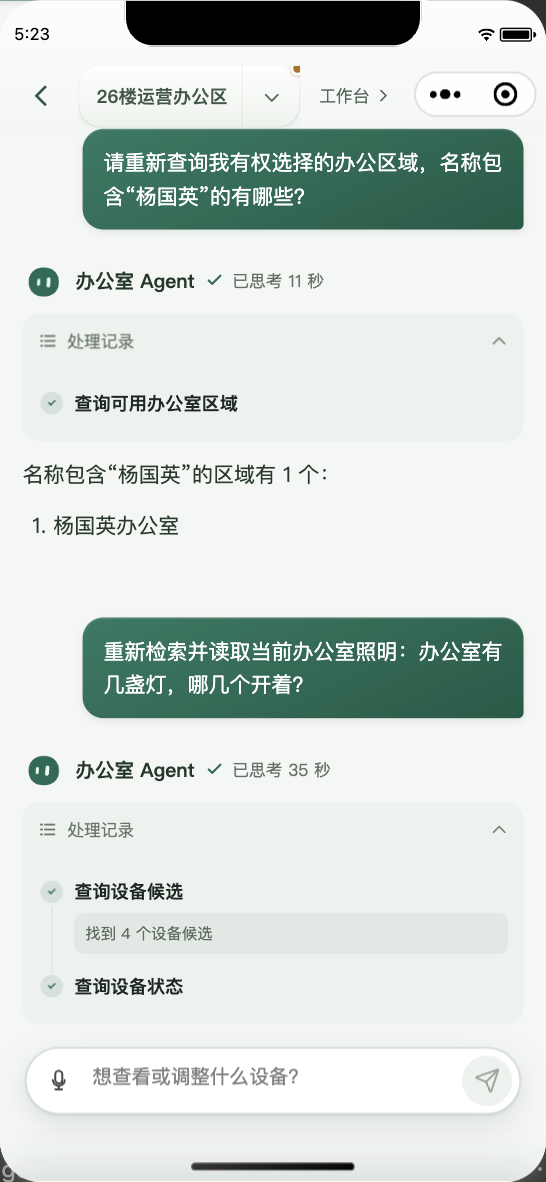 5:23
26楼运营办公区
工作台
请重新查询我有权选择的办公区域，名称包
含“杨国英”的有哪些？
办公室 Agent
已思考 11 秒
处理记录
查询可用办公室区域
名称包含“杨国英”的区域有 1 个：
1. 杨国英办公室
重新检索并读取当前办公室照明：办公室有
几盏灯，哪几个开着？
办公室 Agent
已思考 35 秒
处理记录
查询设备候选
找到 4 个设备候选
查询设备状态
想查看或调整什么设备？